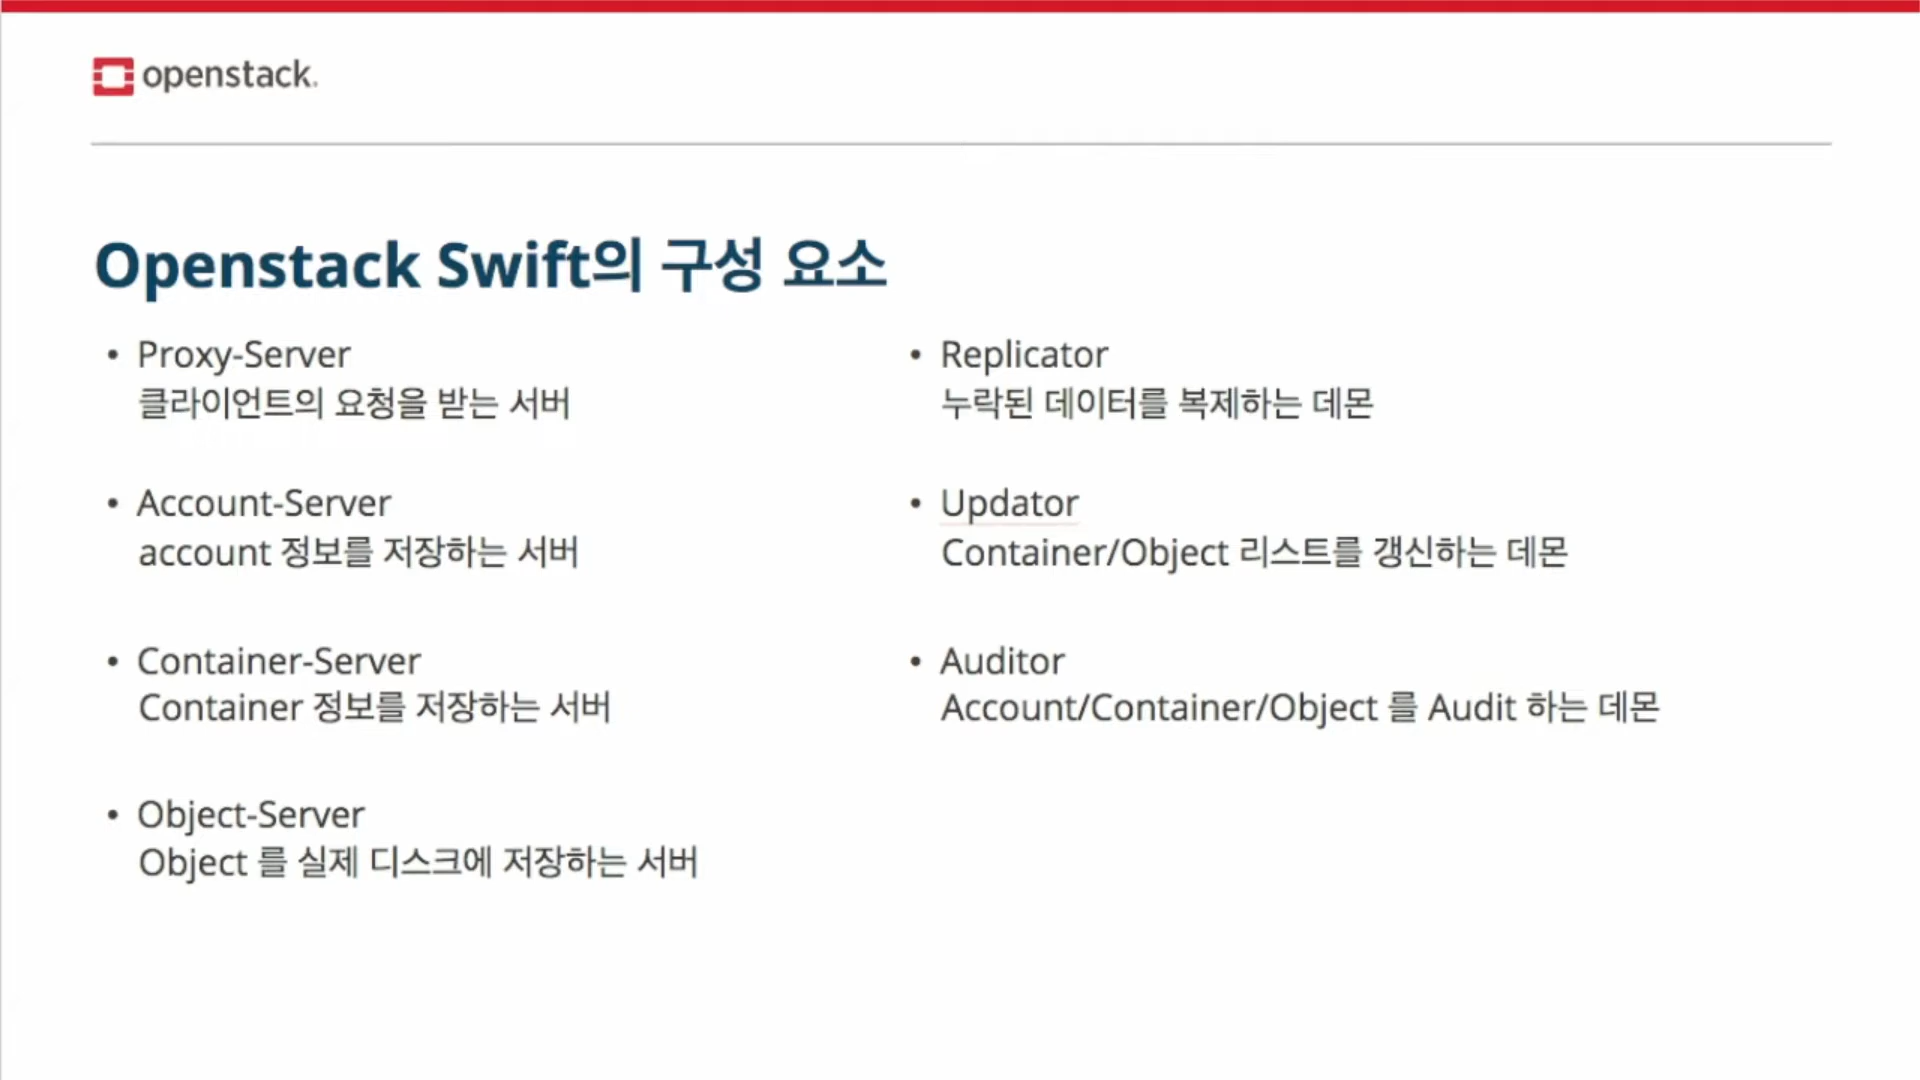 openstack.
Openstack Swift의 구성 요소
• Proxy-Server
클라이언트의 요청을 받는 서버
• Account-Server
account 정보를 저장하는 서버
• Container-Server
Container 정보를 저장하는 서버
• Object-Server
Object 를 실제 디스크에 저장하는 서버
• Replicator
누락된 데이터를 복제하는 데몬
• Updator
Container/Object 리스트를 갱신하는 데몬
• Auditor
Account/Container/Object 를 Audit 하는 데몬